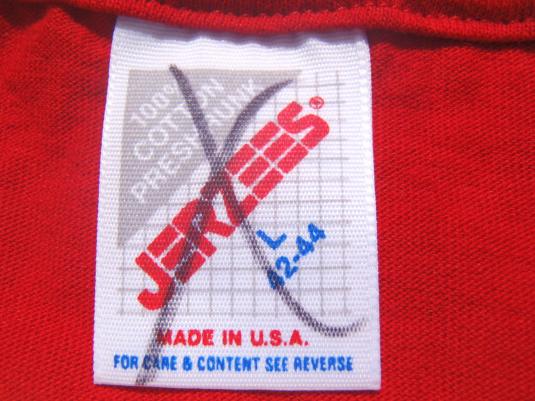 100%
COTTON
PRESHRUNK
JERZEES®
L
42-44
MADE IN U.S.A.
FOR CARE & CONTENT SEE REVERSE